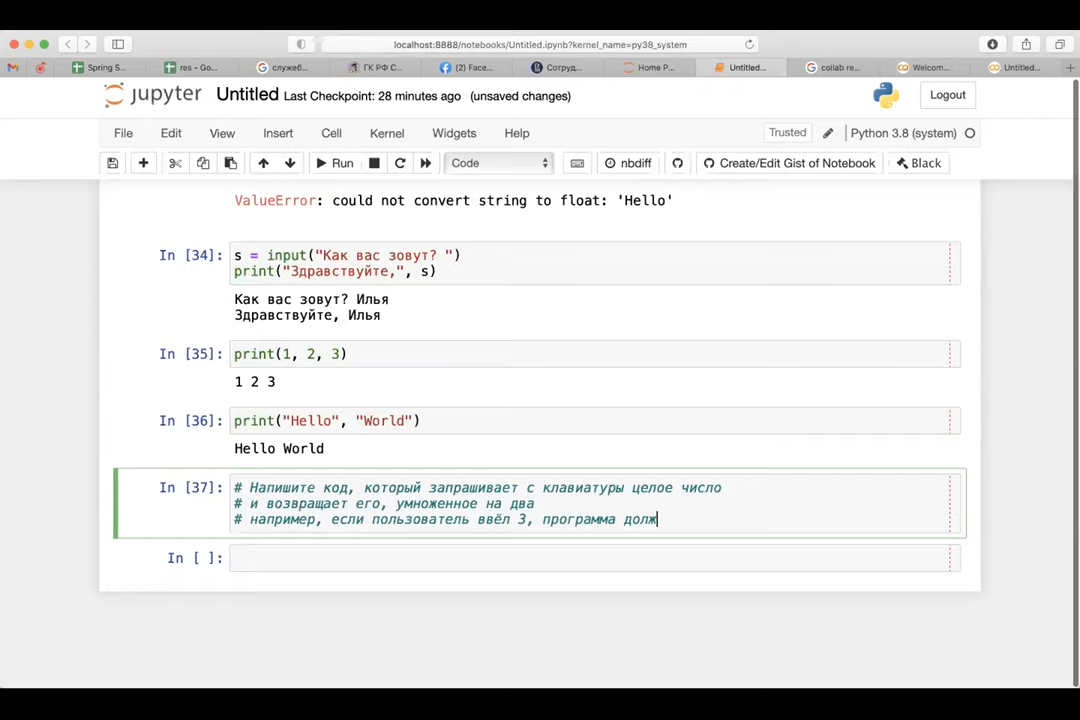 localhost:8888/notebooks/Untitled.ipynb?kernel_name=py38_system
Spring S...
res - Go...
служеб...
ГК РФ С...
(2) Face...
Сотруд...
Home P...
Untitled...
collab re...
Welcom...
Untitled...
jupyter Untitled Last Checkpoint: 28 minutes ago (unsaved changes)
Logout
File Edit View Insert Cell Kernel Widgets Help
Trusted
Python 3.8 (system)
Run
Code
nbdiff
Create/Edit Gist of Notebook
Black
ValueError: could not convert string to float: 'Hello'
In [34]: s = input("Как вас зовут? ")
print("Здравствуйте,", s)
Как вас зовут? Илья
Здравствуйте, Илья
In [35]: print(1, 2, 3)
1 2 3
In [36]: print("Hello", "World")
Hello World
In [37]: # Напишите код, который запрашивает с клавиатуры целое число
# и возвращает его, умноженное на два
# например, если пользователь ввёл 3, программа долж
In [ ]: